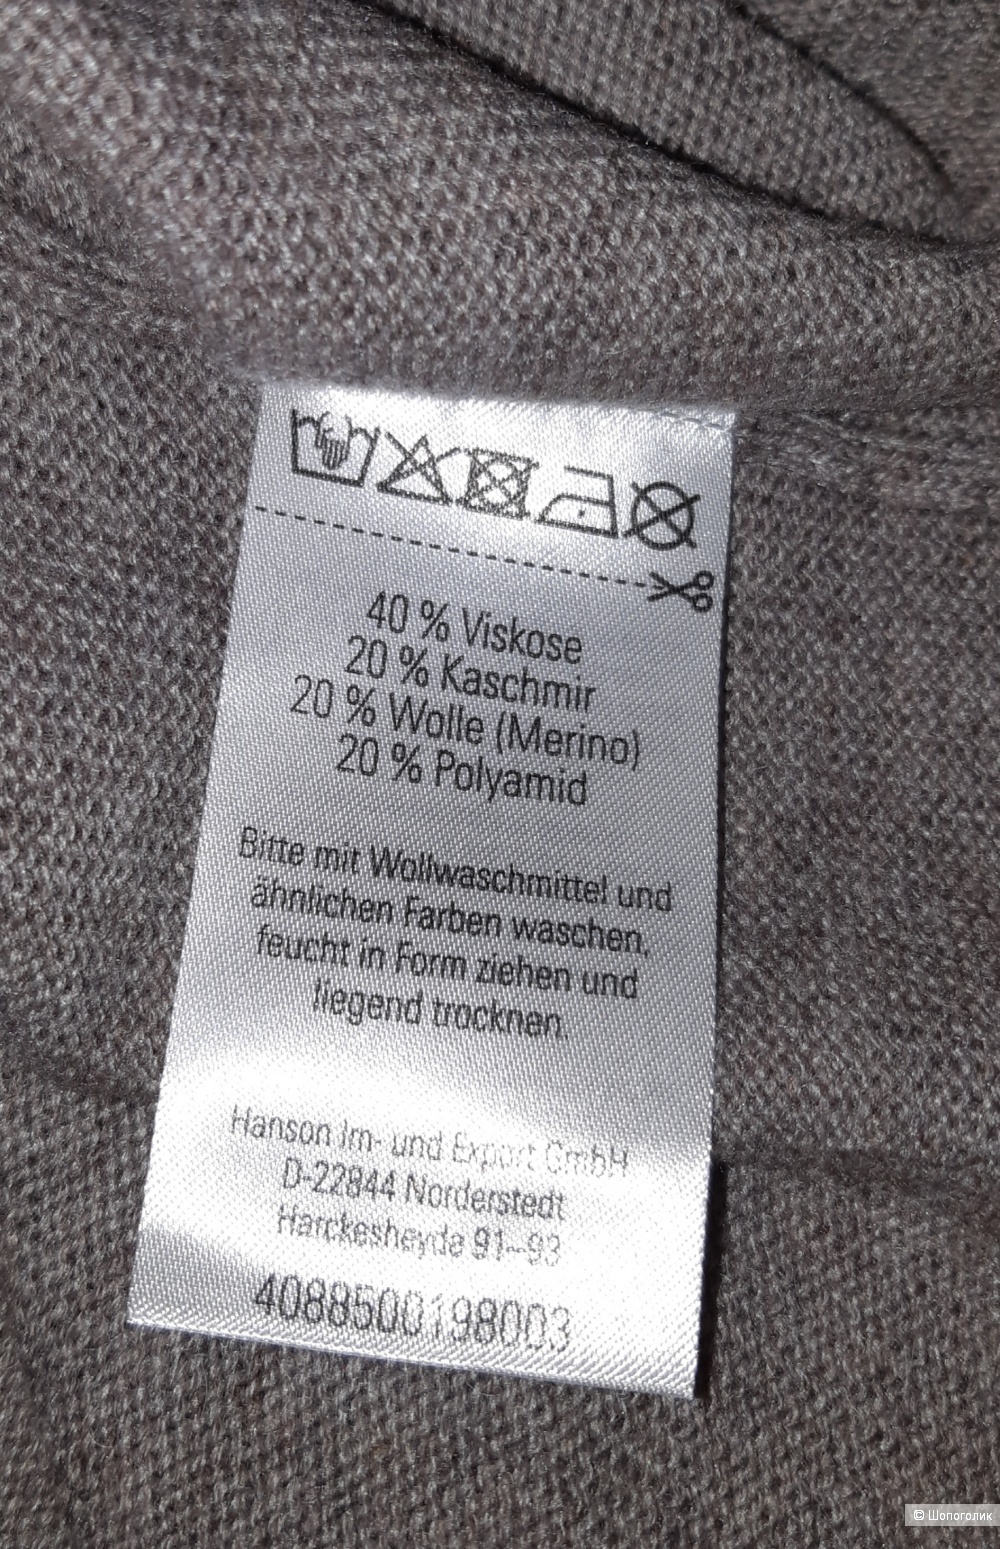 40 % Viskose
20 % Kaschmir
20 % Wolle (Merino)
20 % Polyamid
Bitte mit Wollwaschmittel und
ähnlichen Farben waschen,
feucht in Form ziehen und
liegend trocknen.
Hanson Im- und Export GmbH
D-22844 Norderstedt
Harckesheyde 91–93
4088500198003
© Шопоголик